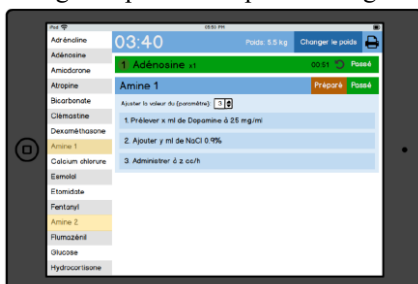 iPad
03:51 PM
Adrénaline
Adénosine
Amiodarone
Atropine
Bicarbonate
Clémastine
Dexaméthasone
Amine 1
Calcium chlorure
Esmolol
Etomidate
Fentanyl
Amine 2
Flumazénil
Glucose
Hydrocortisone
03:40
Poids: 5.5 kg
Changer le poids
1 Adénosine x1
00:51
Passé
Amine 1
Préparé
Passé
Ajuster la valeur du (paramètre): 3
1. Prélever x ml de Dopamine à 25 mg/ml
2. Ajouter y ml de NaCl 0.9%
3. Administrer à z cc/h